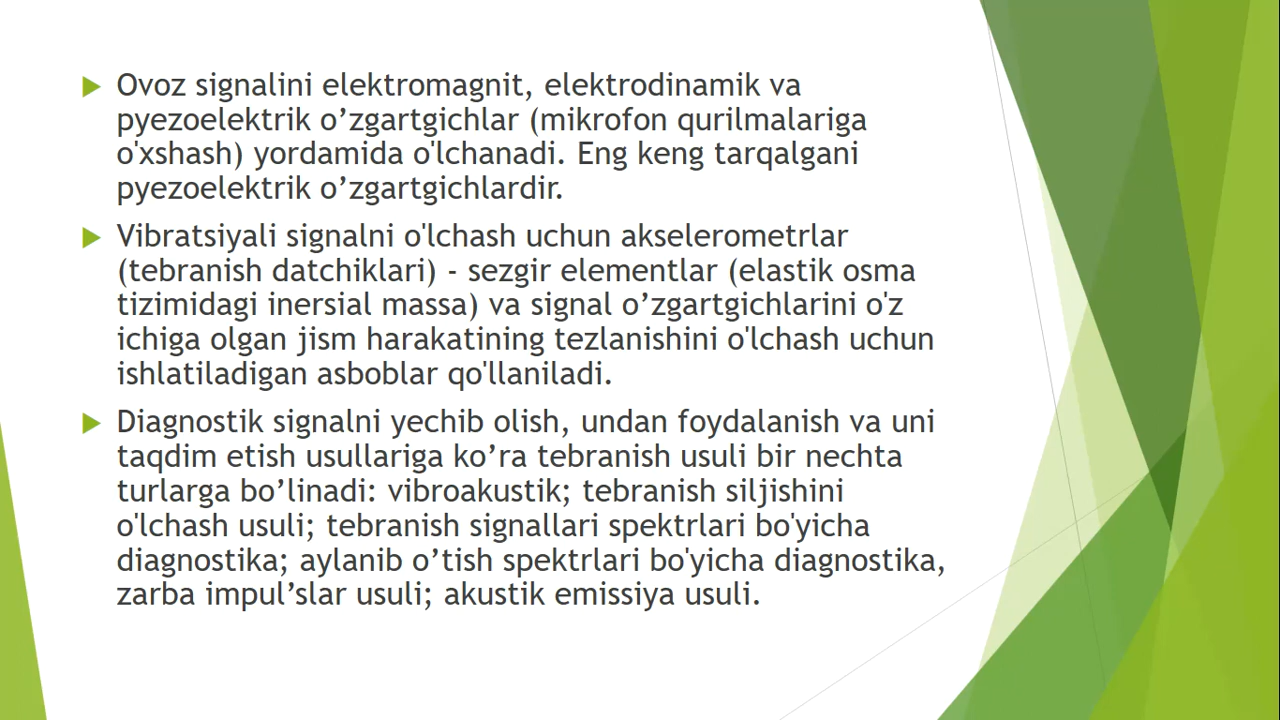 Ovoz signalini elektromagnit, elektrodinamik va
pyezoelektrik o’zgartgichlar (mikrofon qurilmalariga
o'xshash) yordamida o'lchanadi. Eng keng tarqalgani
pyezoelektrik o’zgartgichlardir.
Vibratsiyali signalni o'lchash uchun akselerometrlar
(tebranish datchiklari) - sezgir elementlar (elastik osma
tizimidagi inersial massa) va signal o’zgartgichlarini o'z
ichiga olgan jism harakatining tezlanishini o'lchash uchun
ishlatiladigan asboblar qo'llaniladi.
Diagnostik signalni yechib olish, undan foydalanish va uni
taqdim etish usullariga ko’ra tebranish usuli bir nechta
turlarga bo’linadi: vibroakustik; tebranish siljishini
o'lchash usuli; tebranish signallari spektrlari bo'yicha
diagnostika; aylanib o’tish spektrlari bo'yicha diagnostika,
zarba impul’slar usuli; akustik emissiya usuli.